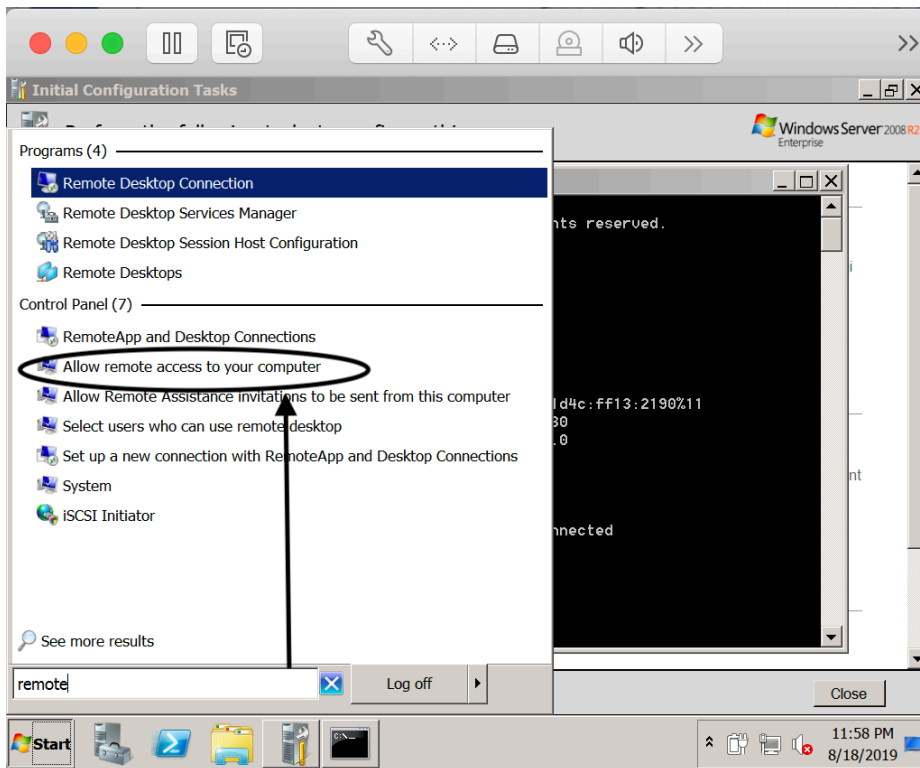 Initial Configuration Tasks
Windows Server 2008 R2
Enterprise
Programs (4)
Remote Desktop Connection
Remote Desktop Services Manager
Remote Desktop Session Host Configuration
Remote Desktops
Control Panel (7)
RemoteApp and Desktop Connections
Allow remote access to your computer
Allow Remote Assistance invitations to be sent from this computer
Select users who can use remote desktop
Set up a new connection with RemoteApp and Desktop Connections
System
iSCSI Initiator
See more results
remote
Log off
hts reserved.
ld4c:ff13:2190%11
30
.0
nnected
i
nt
Close
Start
C:\-
11:58 PM
8/18/2019